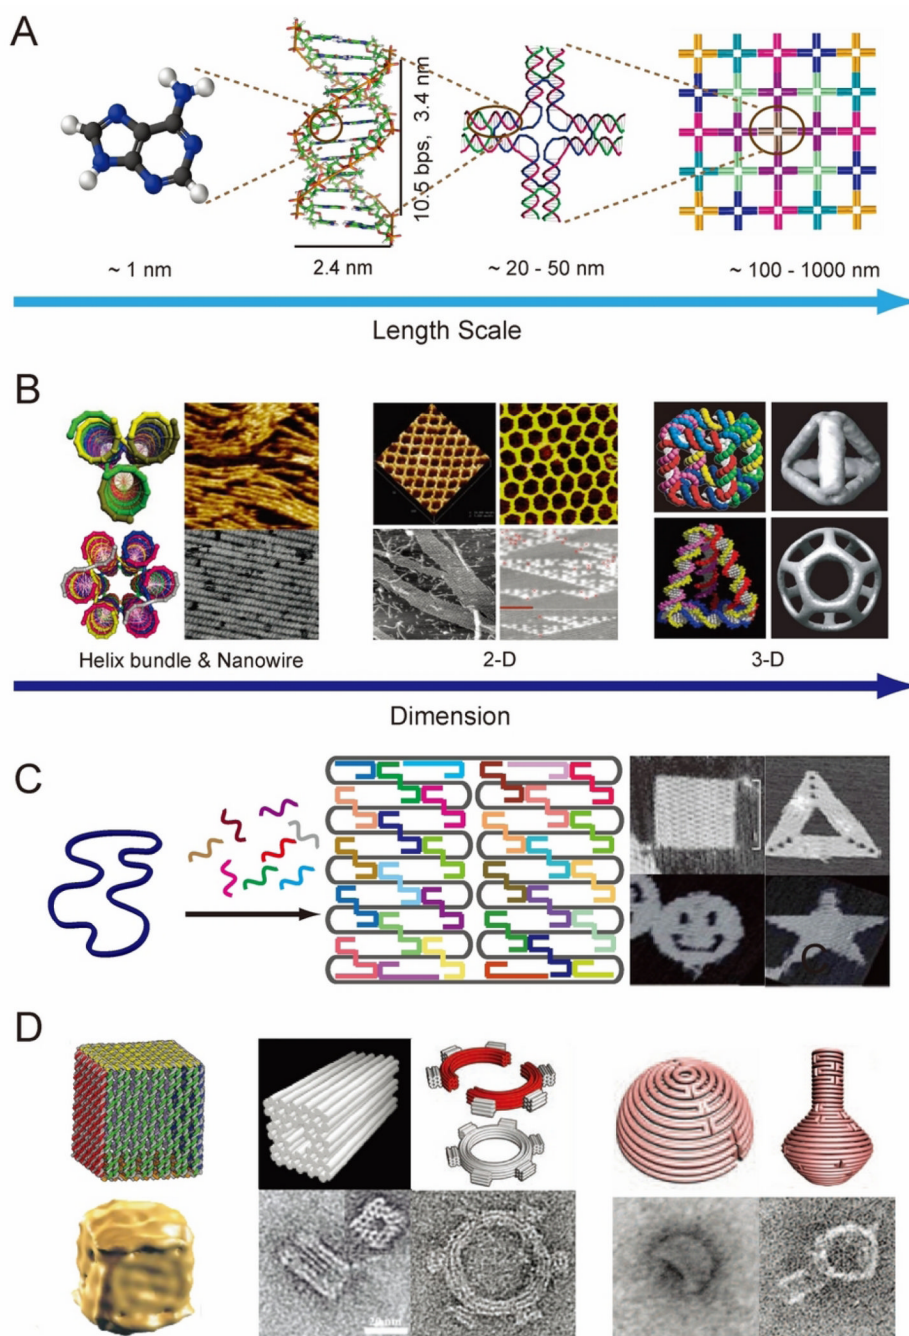 A
10.5 bps, 3.4 nm
~ 1 nm
2.4 nm
~ 20 - 50 nm
~ 100 - 1000 nm
Length Scale
B
Helix bundle & Nanowire
2-D
3-D
Dimension
C
D